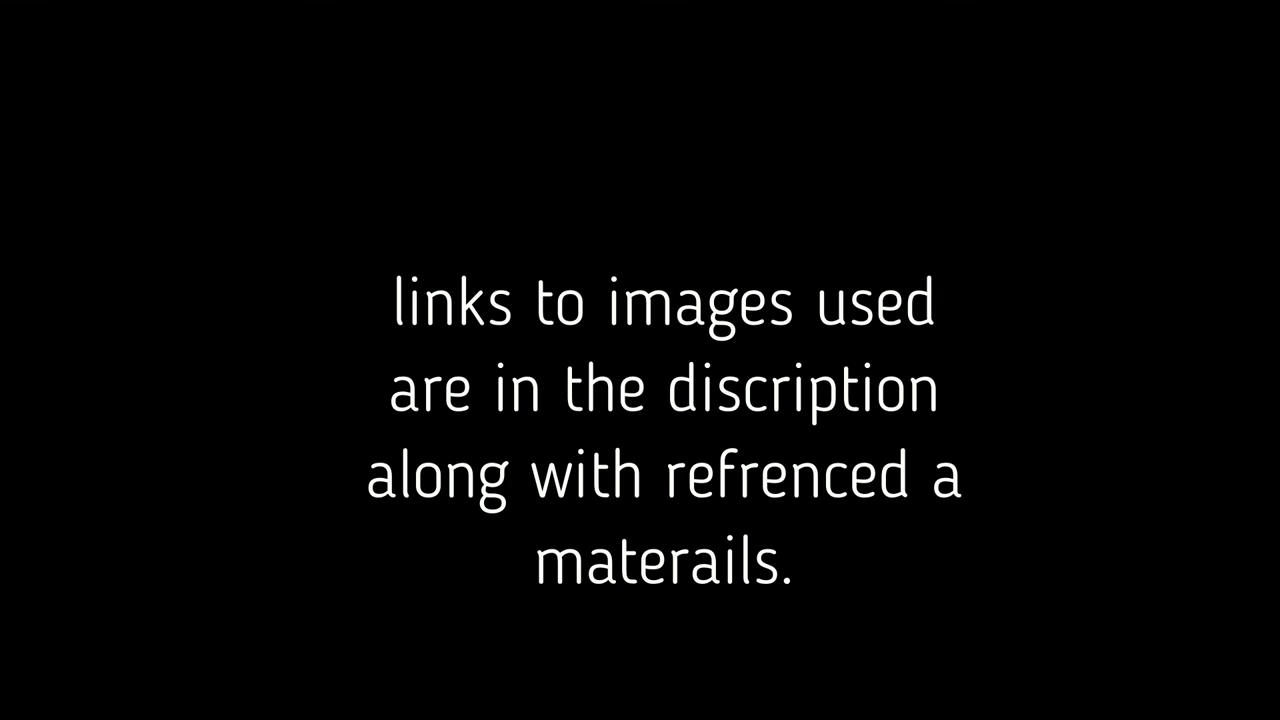 links to images used
are in the discription
along with refrenced a
materails.